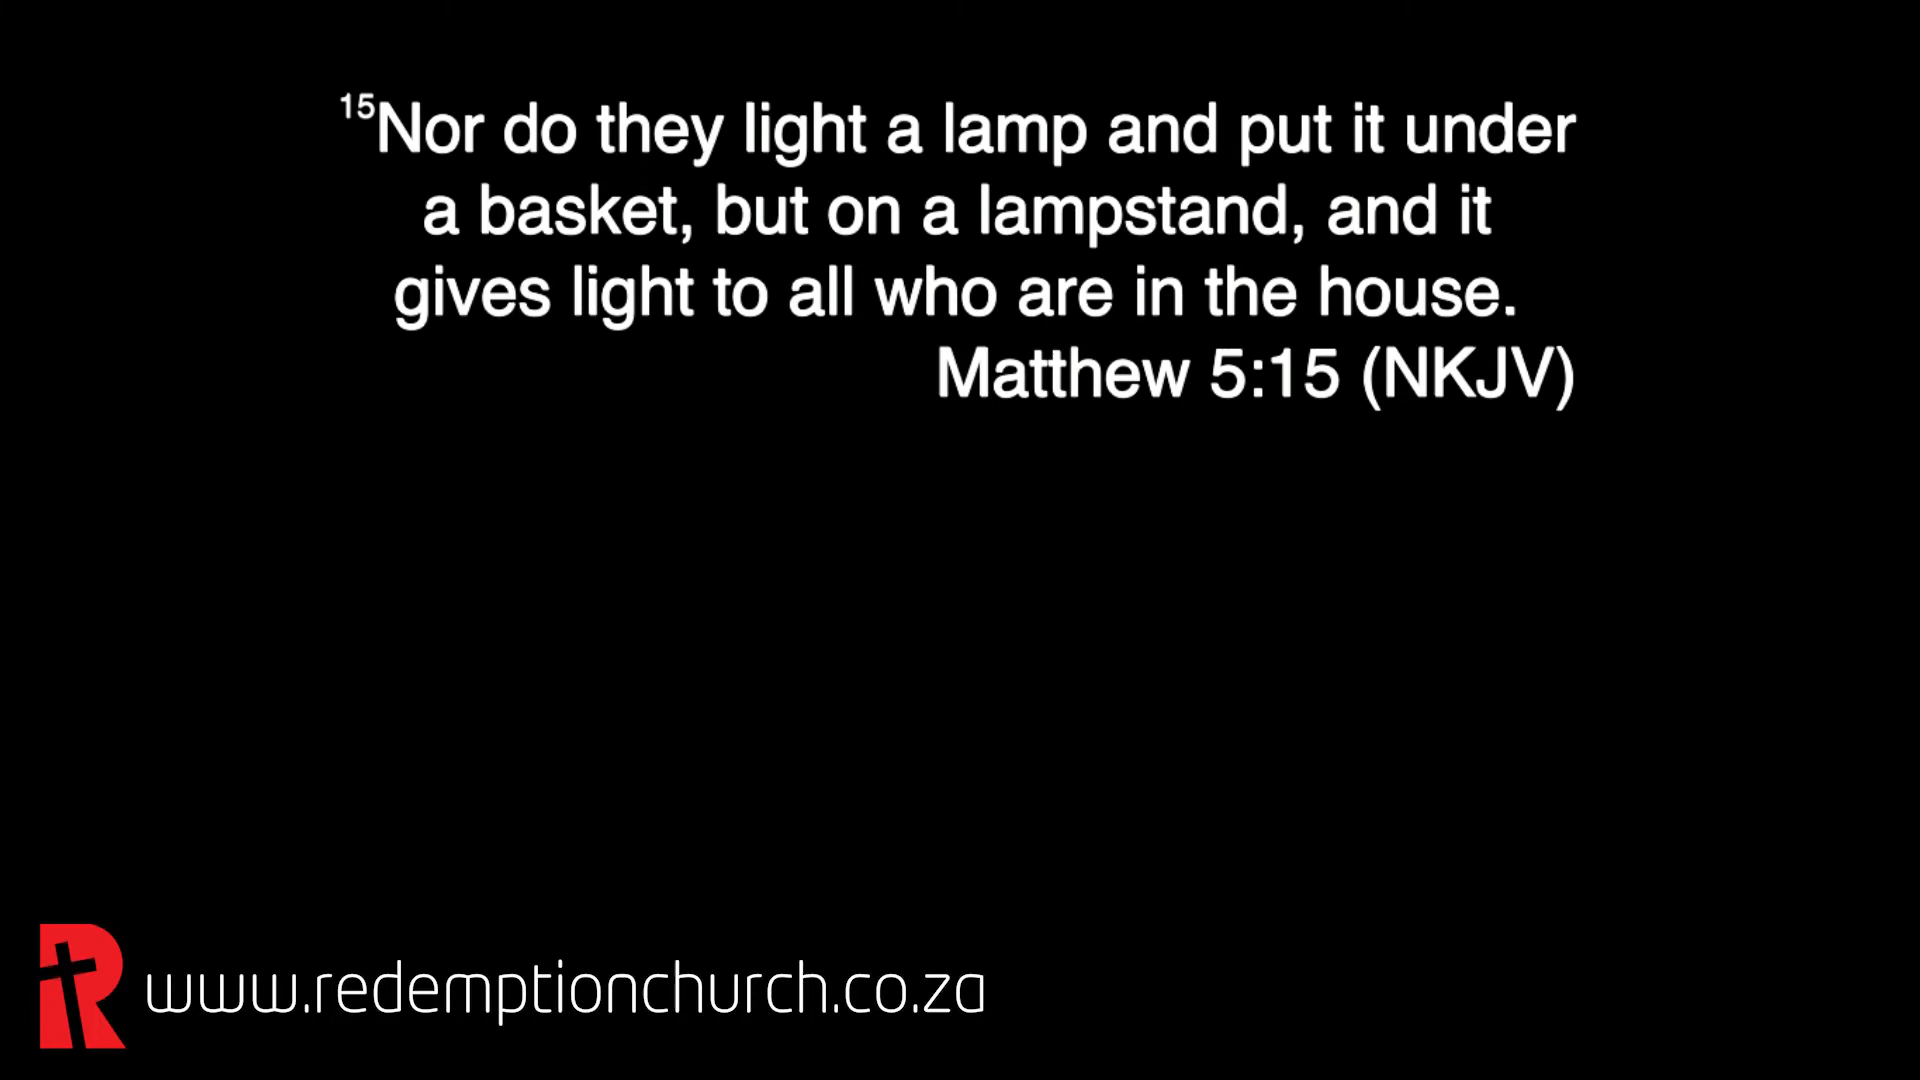 15Nor do they light a lamp and put it under
a basket, but on a lampstand, and it
gives light to all who are in the house.
Matthew 5:15 (NKJV)
R www.redemptionchurch.co.za